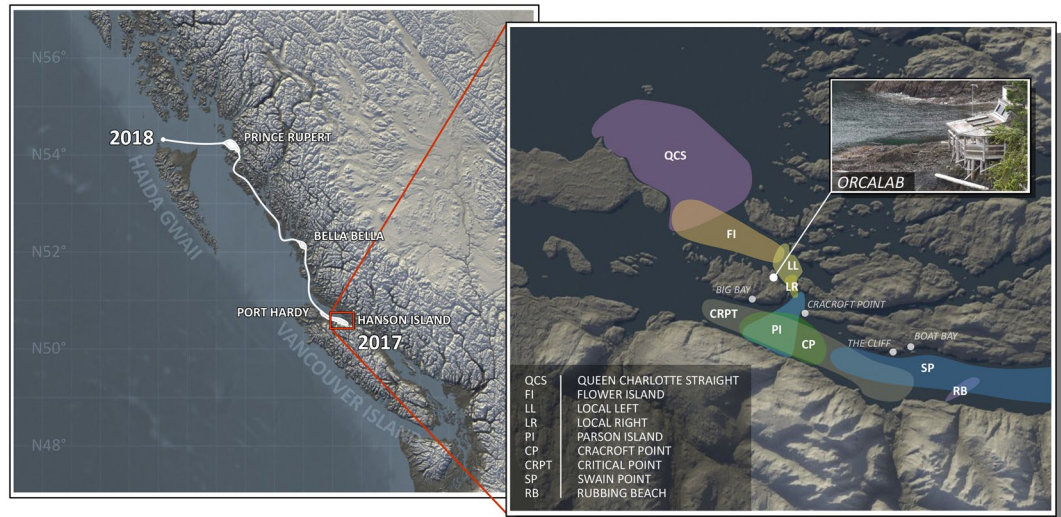 N56°
N54°
N52°
N50°
N48°
2018
PRINCE RUPERT
HAIDA GWAII
BELLA BELLA
PORT HARDY
HANSON ISLAND
2017
VANCOUVER ISLAN
QCS
ORCALAB
FI
LL
LR
BIG BAY
CRACROFT POINT
CRPT
PI
CP
THE CLIFF
BOAT BAY
SP
RB
QCS QUEEN CHARLOTTE STRAIGHT
FI FLOWER ISLAND
LL LOCAL LEFT
LR LOCAL RIGHT
PI PARSON ISLAND
CP CRACROFT POINT
CRPT CRITICAL POINT
SP SWAIN POINT
RB RUBBING BEACH